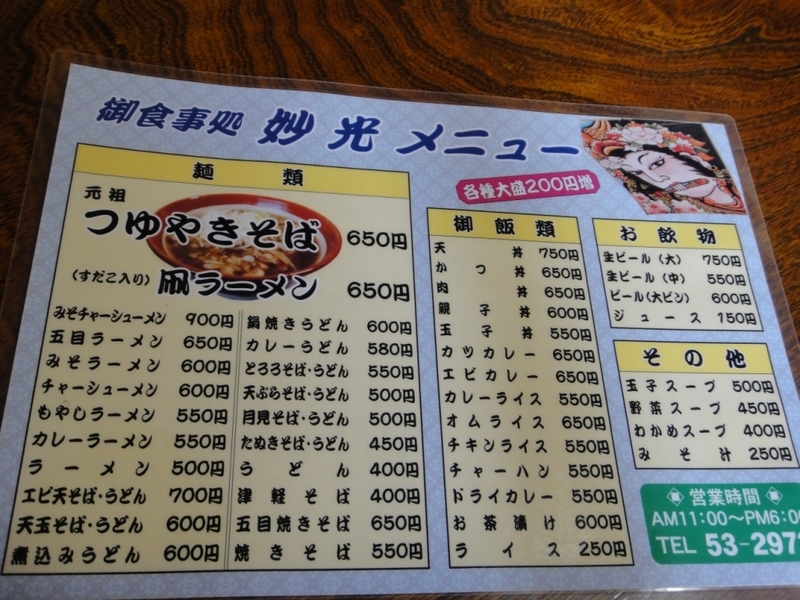 御食事処 妙光 メニュー
各種大盛200円増
麺類
元祖
つゆやきそば 650円
(すだこ入り) 凧ラーメン 650円
みそチャーシューメン 900円
五目ラーメン 650円
みそラーメン 600円
チャーシューメン 600円
もやしラーメン 550円
カレーラーメン 550円
ラーメン 500円
エビ天そば・うどん 700円
天玉そば・うどん 600円
煮込みうどん 600円
鍋焼きうどん 600円
カレーうどん 580円
とろろそば・うどん 550円
天ぷらそば・うどん 500円
月見そば・うどん 500円
たぬきそば・うどん 450円
うどん 400円
津軽そば 400円
五目焼きそば 650円
焼きそば 550円
御飯類
天丼 750円
かつ丼 650円
肉丼 650円
親子丼 600円
玉子丼 550円
カツカレー 650円
エビカレー 650円
カレーライス 550円
オムライス 650円
チキンライス 550円
チャーハン 550円
ドライカレー 550円
お茶漬け 600円
ライス 250円
お飲物
生ビール(大) 750円
生ビール(中) 550円
ビール(大ビン) 600円
ジュース 150円
その他
玉子スープ 500円
野菜スープ 450円
わかめスープ 400円
みそ汁 250円
営業時間
AM11:00～PM6:0
TEL 53-297